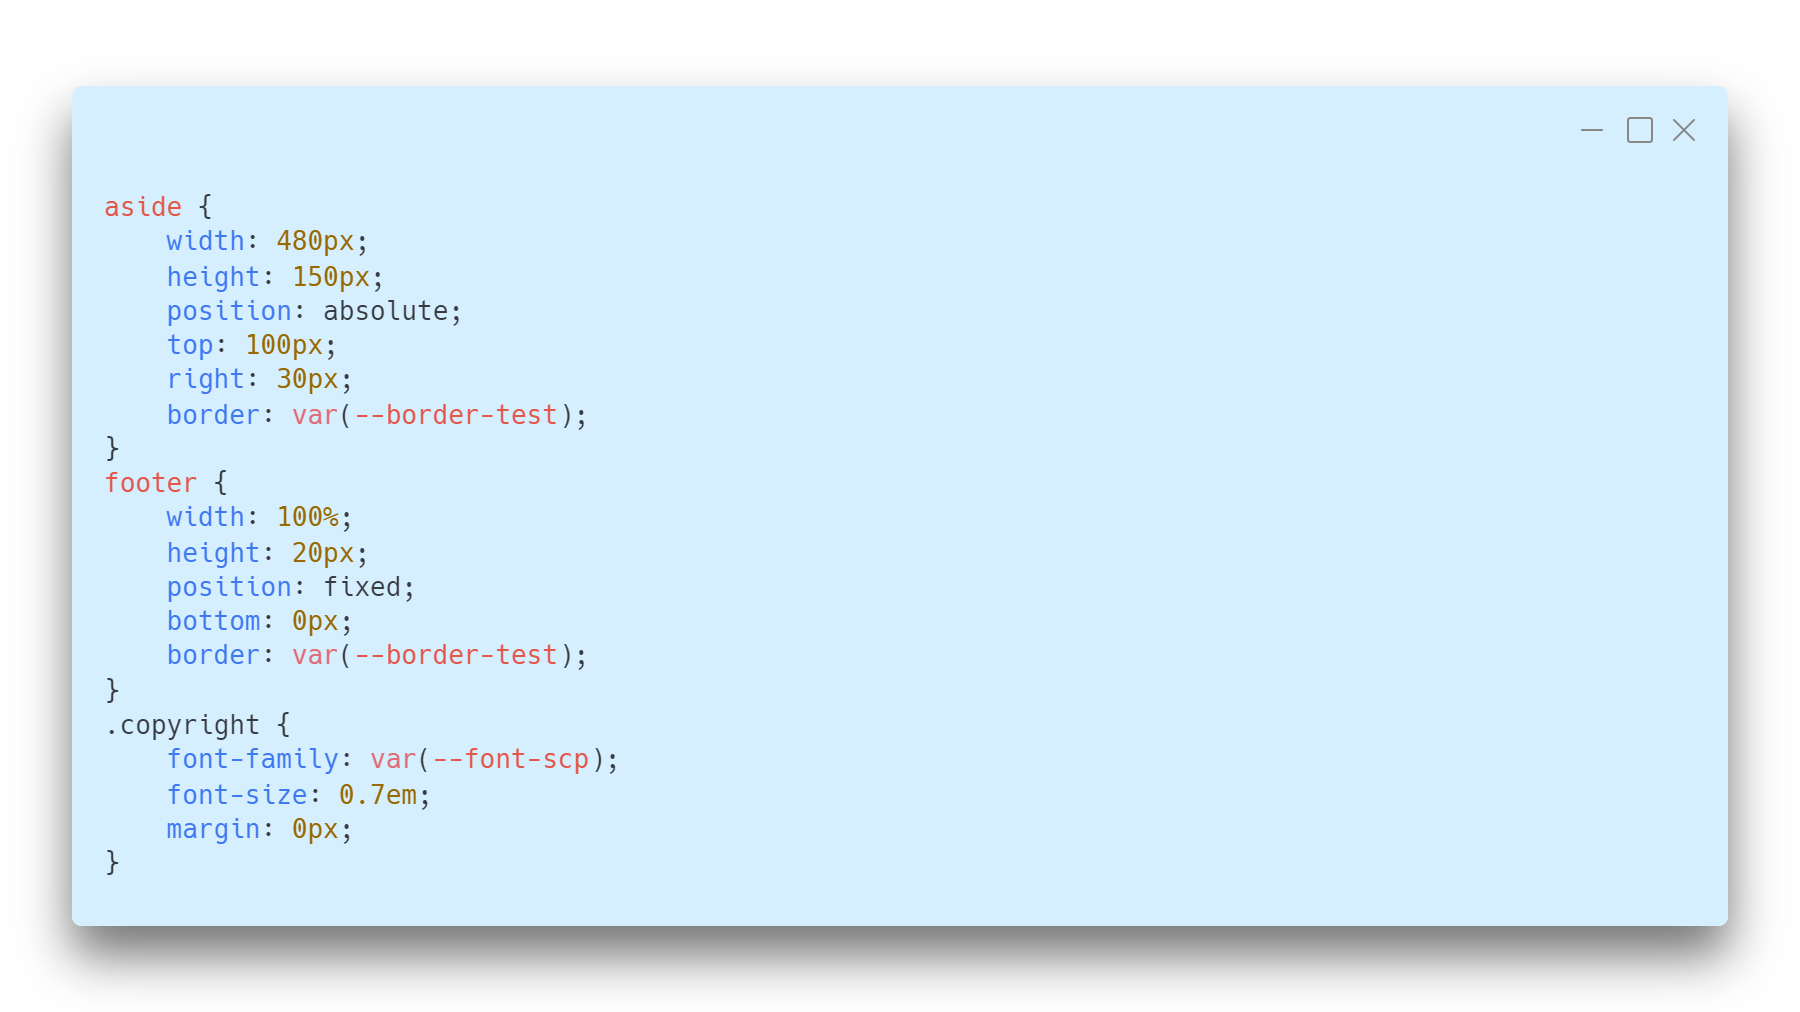 aside {
    width: 480px;
    height: 150px;
    position: absolute;
    top: 100px;
    right: 30px;
    border: var(--border-test);
}
footer {
    width: 100%;
    height: 20px;
    position: fixed;
    bottom: 0px;
    border: var(--border-test);
}
.copyright {
    font-family: var(--font-scp);
    font-size: 0.7em;
    margin: 0px;
}